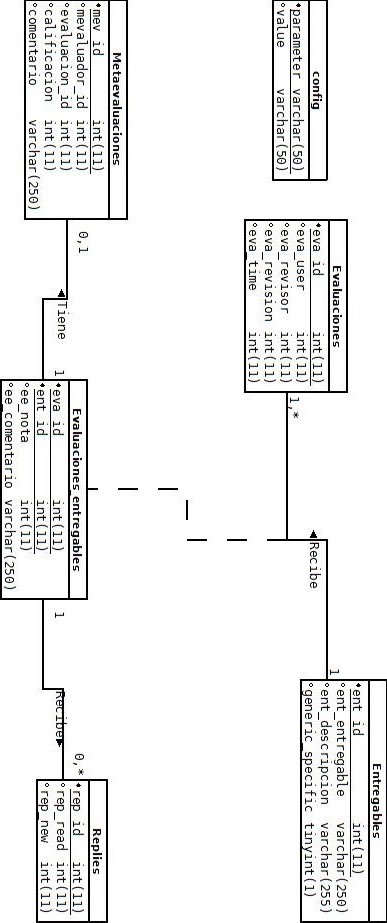 config
parameter varchar(50)
value varchar(50)
Evaluaciones
eva_id int(11)
eva_user int(11)
eva_revisor int(11)
eva_revision int(11)
eva_time int(11)
1,*
Recibe
1
Entregables
ent_id int(11)
ent_entregable varchar(250)
ent_descripcion varchar(255)
generic_specific tinyint(1)
Metaevaluaciones
mev_id int(11)
mevaluador_id int(11)
evaluacion_id int(11)
calificacion int(11)
comentario varchar(250)
0,1
Tiene
1
Evaluaciones_entregables
eva_id int(11)
ent_id int(11)
ee_nota int(11)
ee_comentario varchar(250)
1
Recibe
0,*
Replies
rep_id int(11)
rep_read int(11)
rep_new int(11)